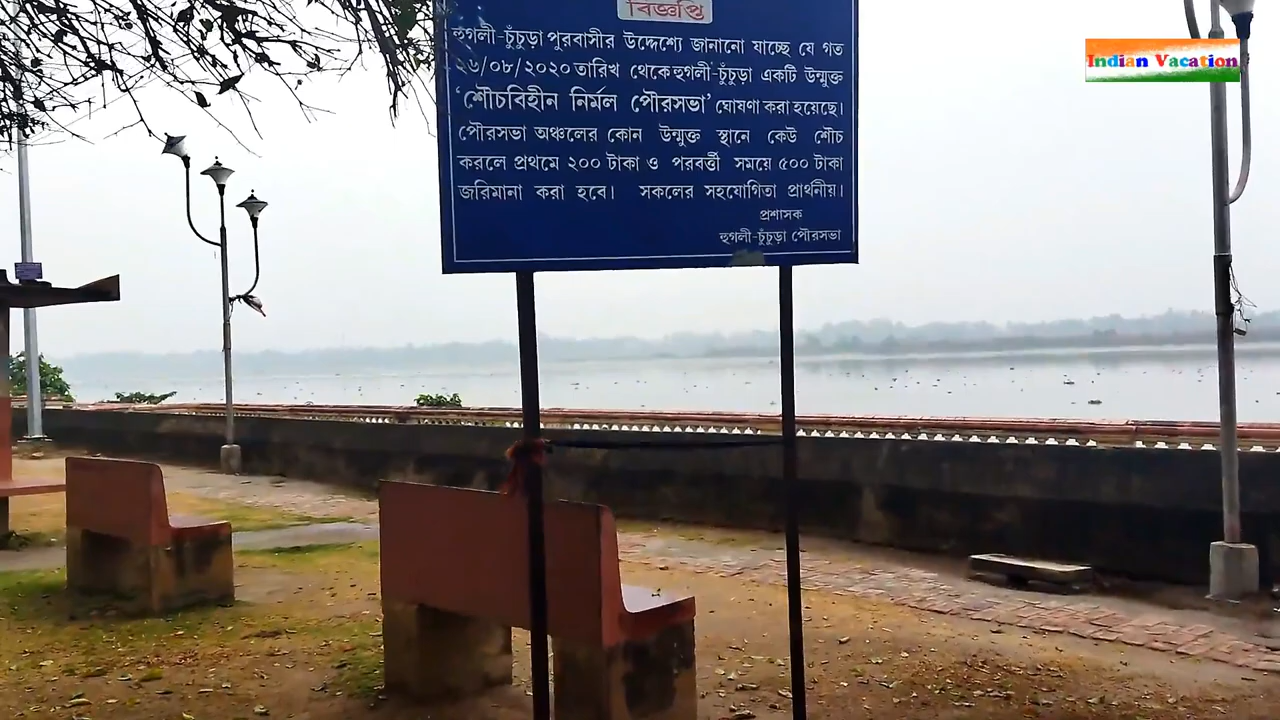 বিজ্ঞপ্তি
হুগলী-চুঁচুড়া পুরবাসীর উদ্দেশ্যে জানানো যাচ্ছে যে গত
২৬/০৮/২০২০ তারিখ থেকে হুগলী-চুঁচুড়া একটি উন্মুক্ত
‘শৌচবিহীন নির্মল পৌরসভা’ ঘোষণা করা হয়েছে।
পৌরসভা অঞ্চলের কোন উন্মুক্ত স্থানে কেউ শৌচ
করলে প্রথমে ২০০ টাকা ও পরবর্ত্তী সময়ে ৫০০ টাকা
জরিমানা করা হবে। সকলের সহযোগিতা প্রার্থনীয়।
প্রশাসক
হুগলী-চুঁচুড়া পৌরসভা
Indian Vacation